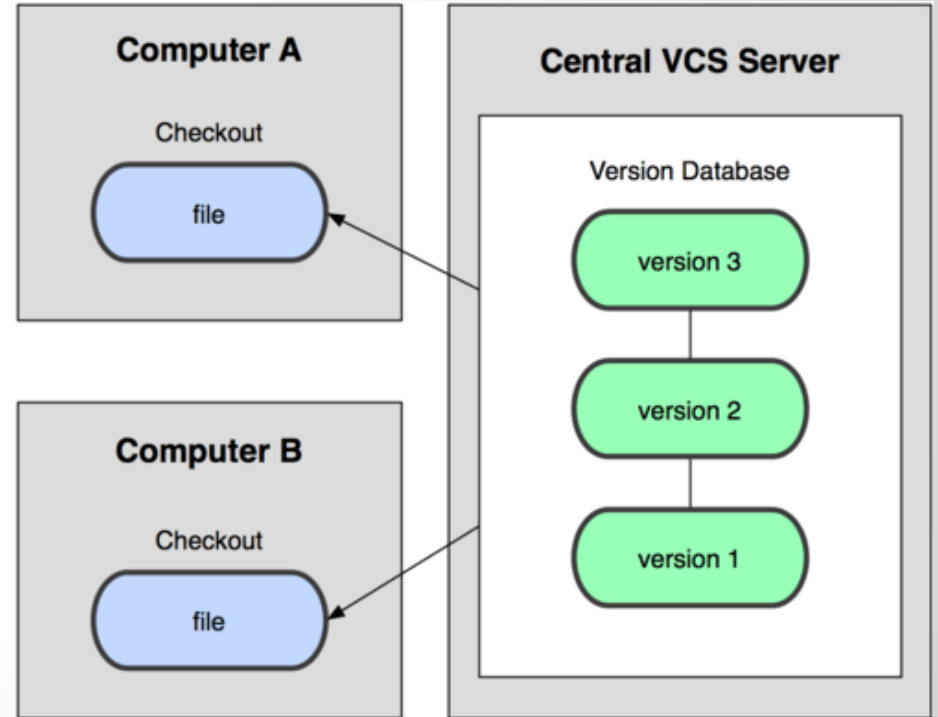 Computer A
Checkout
file
Computer B
Checkout
file
Central VCS Server
Version Database
version 3
version 2
version 1